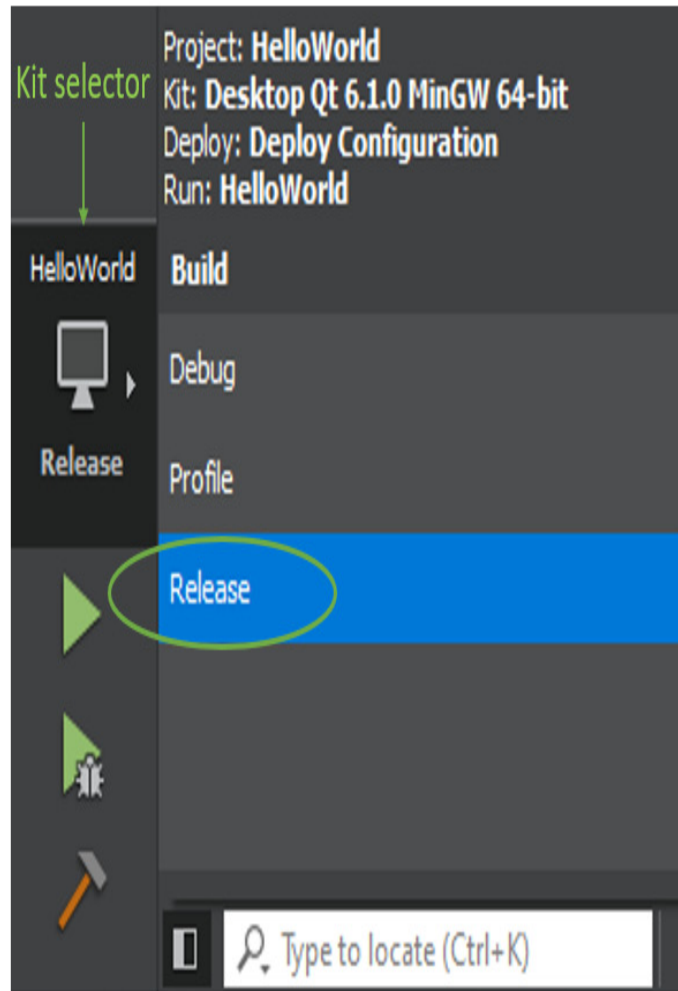 Kit selector
Project: HelloWorld
Kit: Desktop Qt 6.1.0 MinGW 64-bit
Deploy: Deploy Configuration
Run: HelloWorld
HelloWorld
Release
Build
Debug
Profile
Release
Type to locate (Ctrl+K)